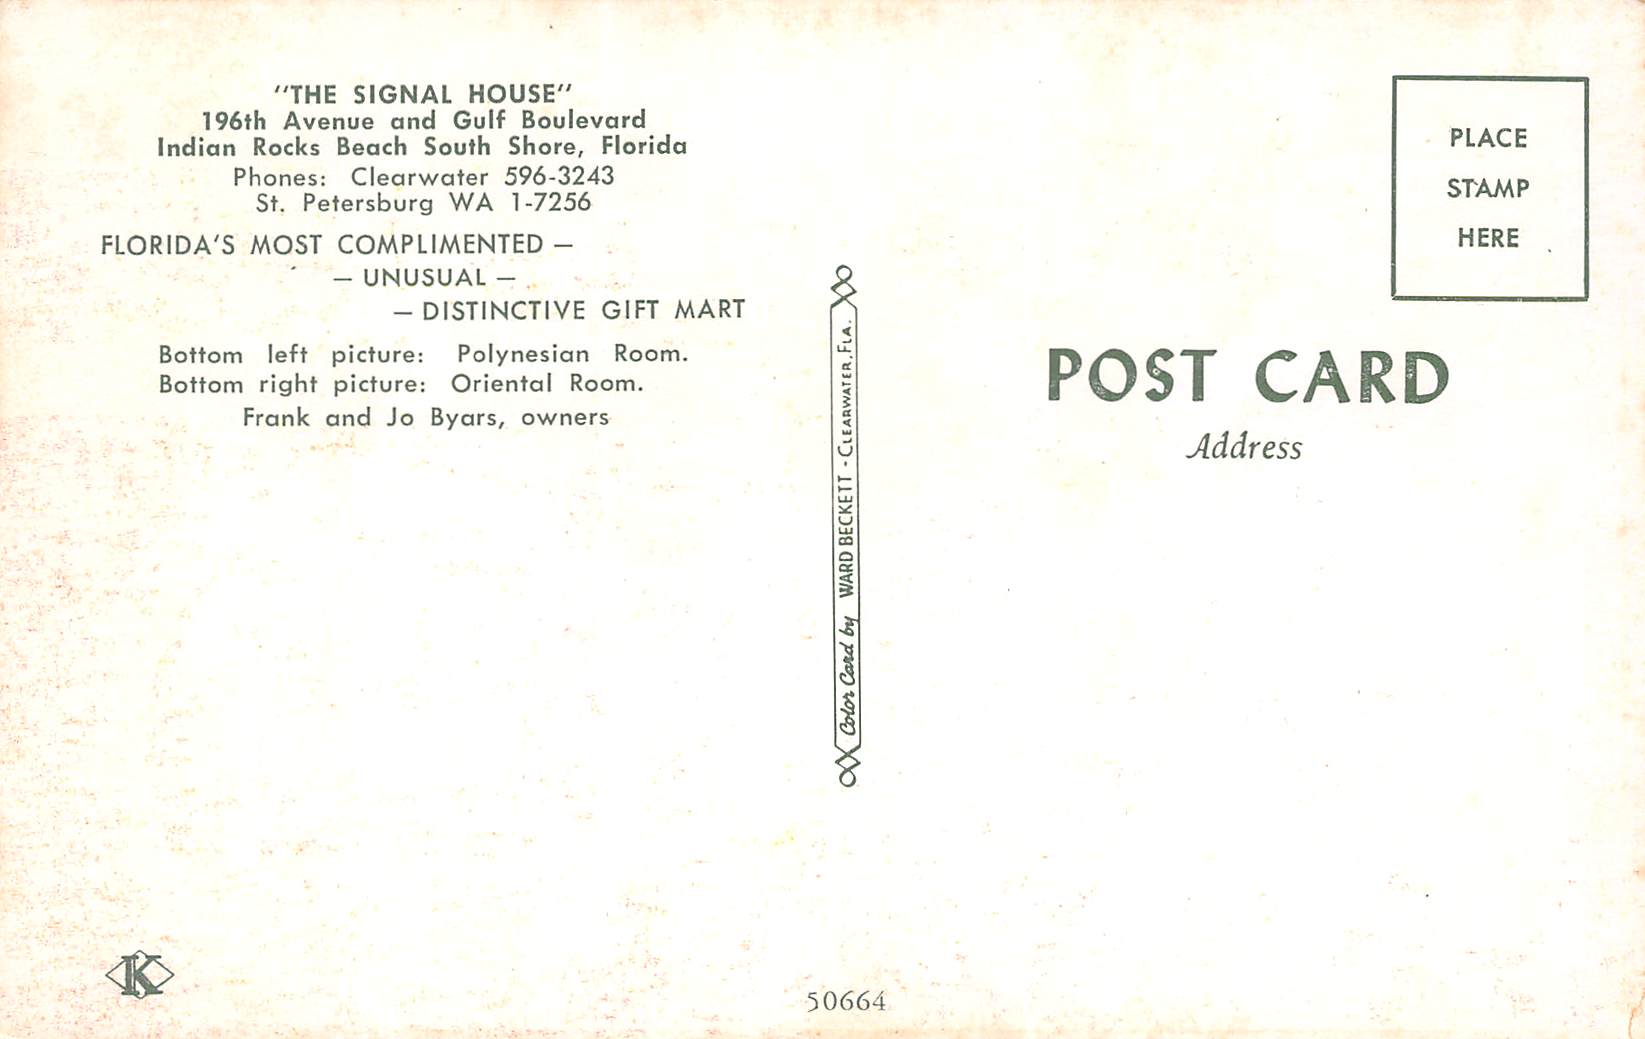 "THE SIGNAL HOUSE"
196th Avenue and Gulf Boulevard
Indian Rocks Beach South Shore, Florida
Phones: Clearwater 596-3243
St. Petersburg WA 1-7256
FLORIDA'S MOST COMPLIMENTED —
— UNUSUAL —
— DISTINCTIVE GIFT MART
Bottom left picture: Polynesian Room.
Bottom right picture: Oriental Room.
Frank and Jo Byars, owners
K
Color Card by WARD BECKETT - CLEARWATER, FLA.
50664
PLACE
STAMP
HERE
POST CARD
Address